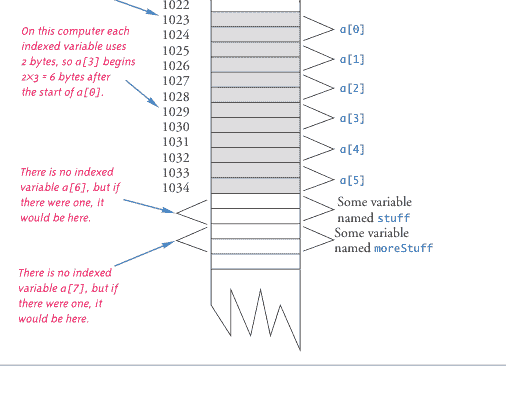 1022
1023
1024
1025
1026
1027
1028
1029
1030
1031
1032
1033
1034
On this computer each
indexed variable uses
2 bytes, so a[3] begins
2×3 = 6 bytes after
the start of a[0].
There is no indexed
variable a[6], but if
there were one, it
would be here.
There is no indexed
variable a[7], but if
there were one, it
would be here.
a[0]
a[1]
a[2]
a[3]
a[4]
a[5]
Some variable
named stuff
Some variable
named moreStuff